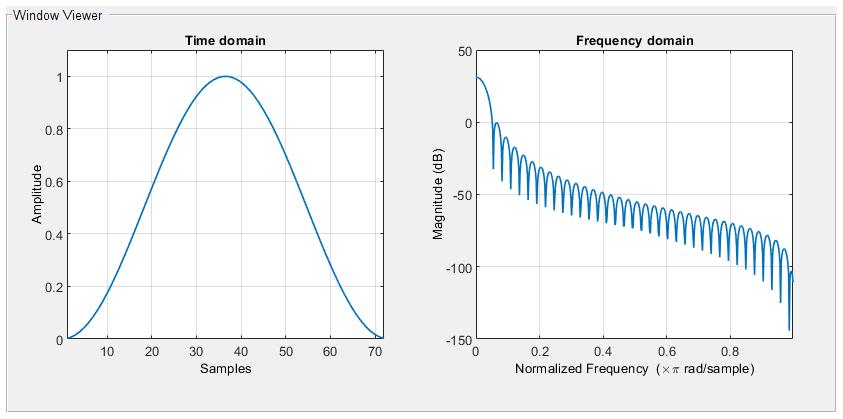 Window Viewer
Time domain
1
0.8
0.6
0.4
0.2
0
10 20 30 40 50 60 70
Amplitude
Samples
Frequency domain
50
0
-50
-100
-150
0 0.2 0.4 0.6 0.8
Magnitude (dB)
Normalized Frequency (×π rad/sample)